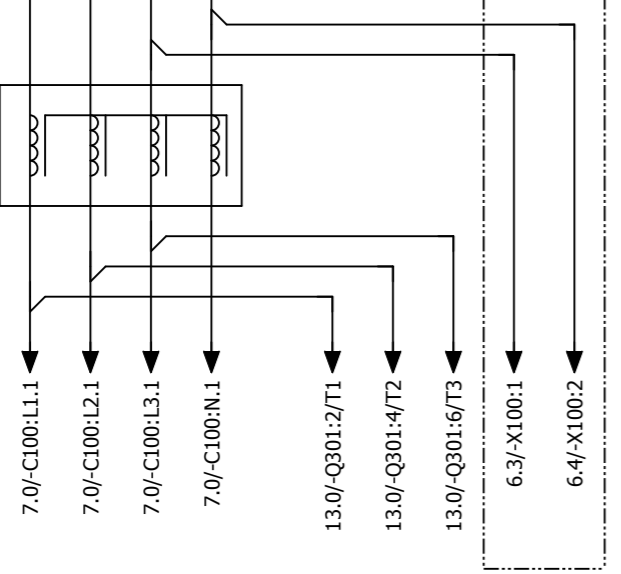 7.0/-C100:L1.1
7.0/-C100:L2.1
7.0/-C100:L3.1
7.0/-C100:N.1
13.0/-Q301:2/T1
13.0/-Q301:4/T2
13.0/-Q301:6/T3
6.3/-X100:1
6.4/-X100:2